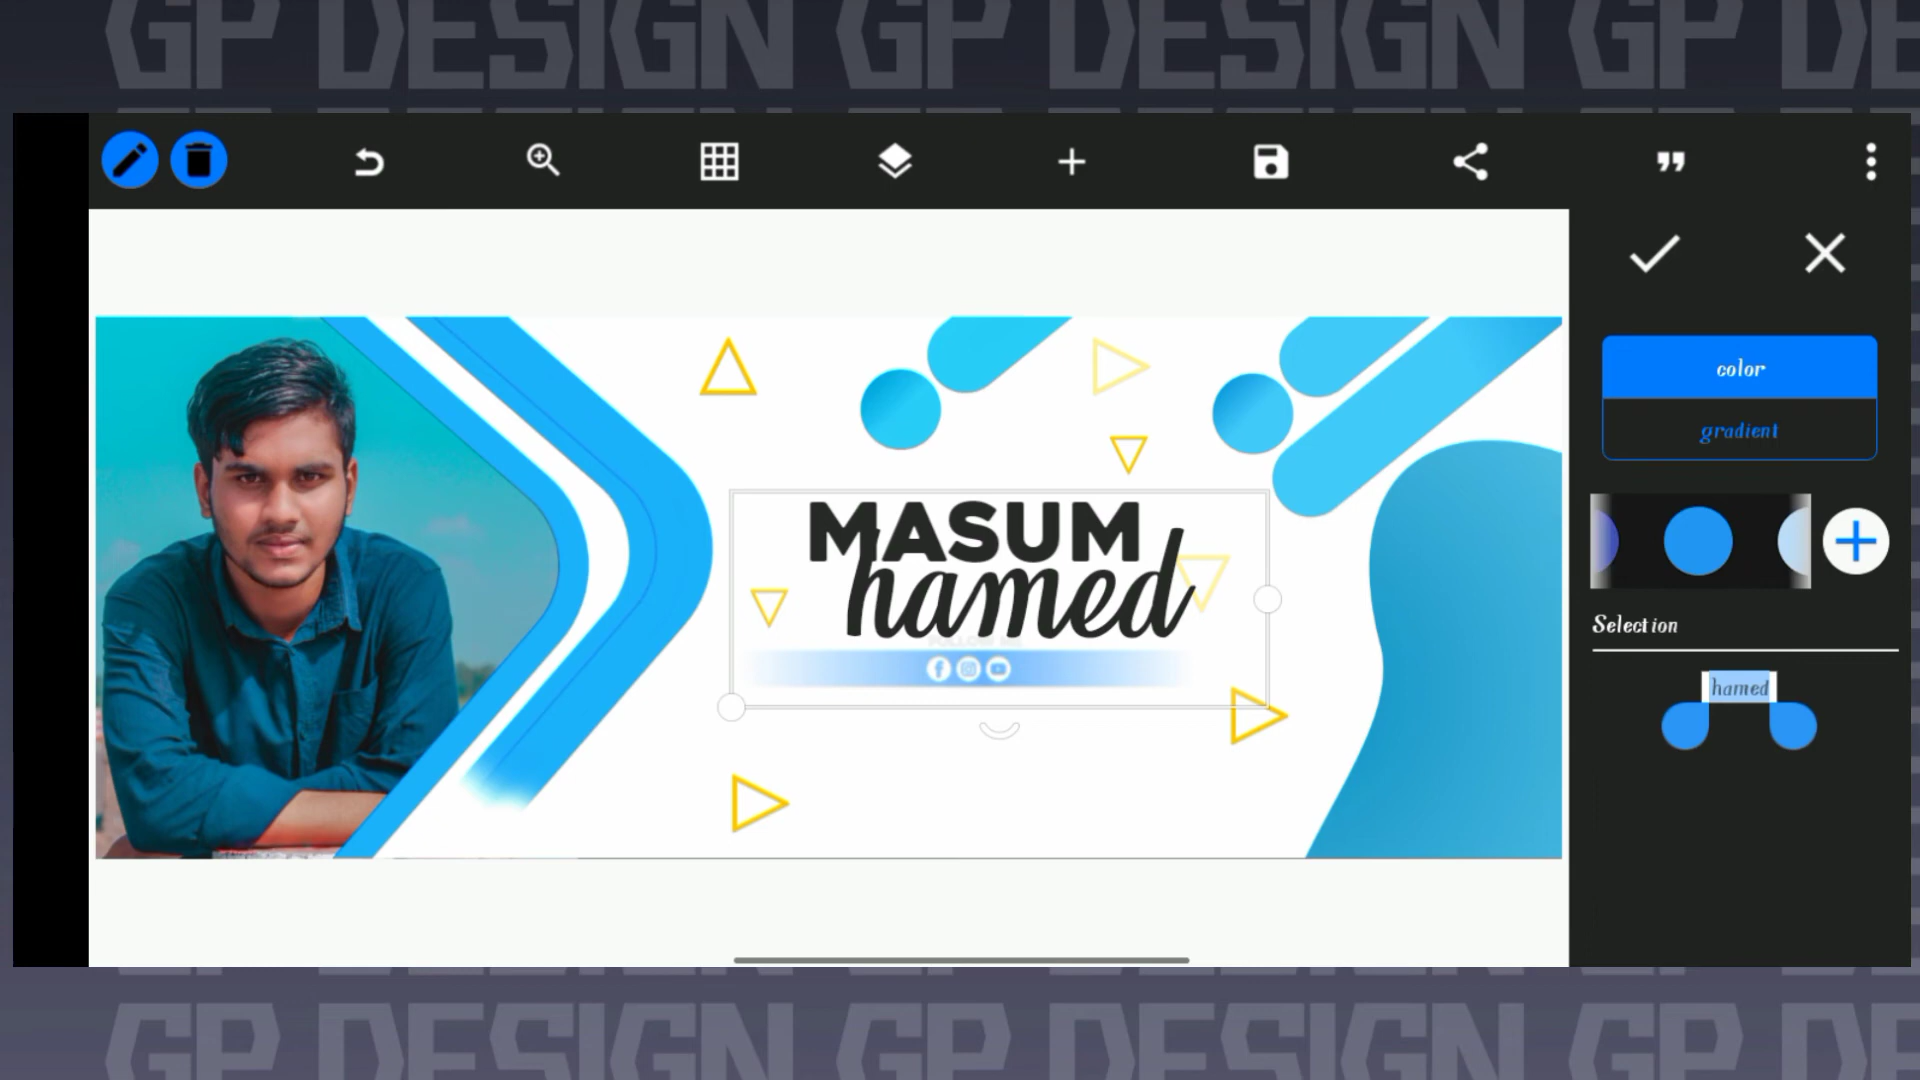 GP DESIGN GP DESIGN GP DE
color
gradient
MASUM
hamed
Selection
hamed
GP DESIGN GP DESIGN GP DE